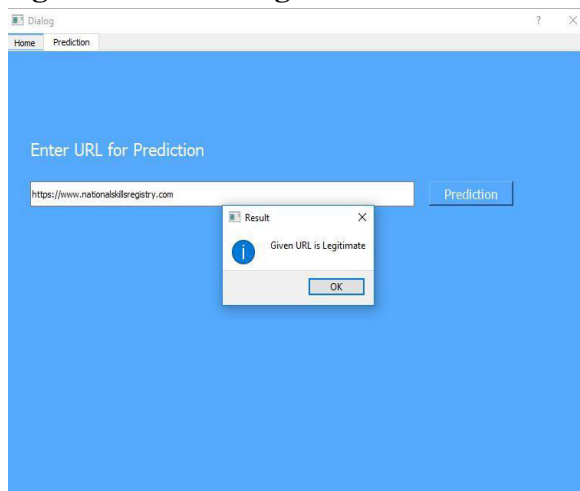 Dialog ?
Home Prediction
Enter URL for Prediction
https://www.nationalskillsregistry.com Prediction
Result
Given URL is Legitimate
OK